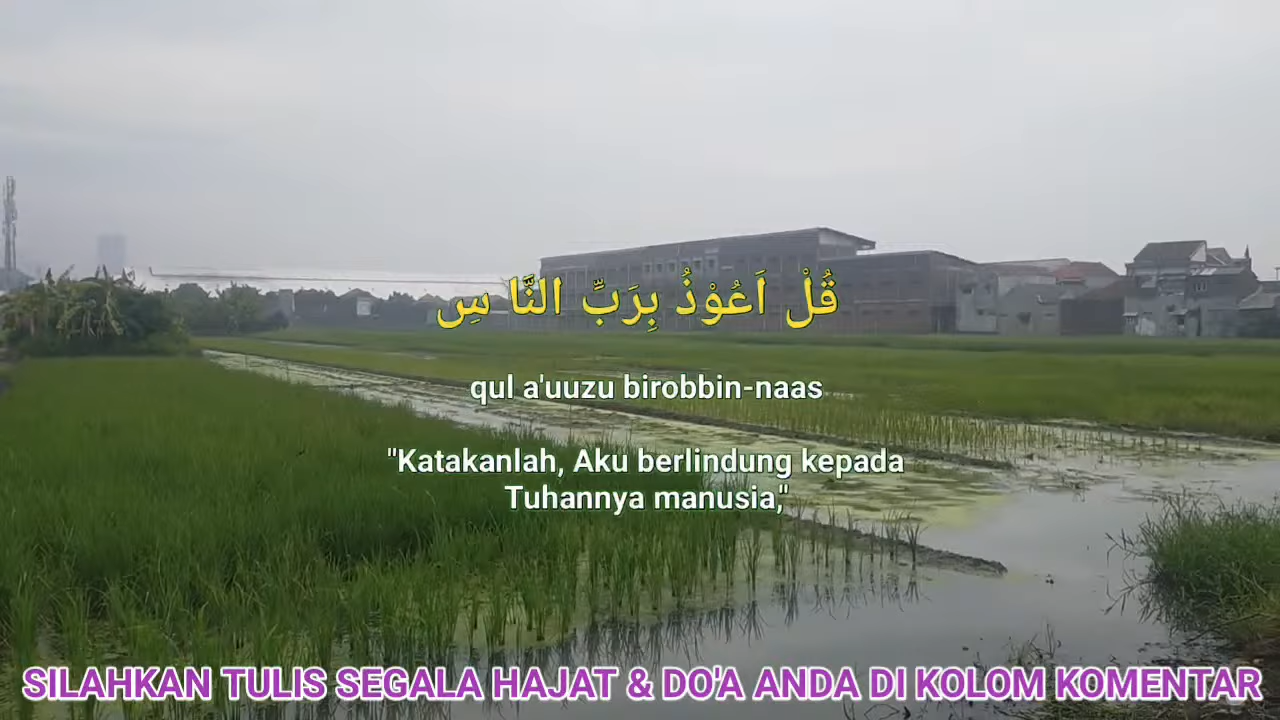 قُلْ اَعُوْذُ بِرَبِّ النَّا سِ
qul a'uuzu birobbin-naas
"Katakanlah, Aku berlindung kepada
Tuhannya manusia,"
SILAHKAN TULIS SEGALA HAJAT & DO'A ANDA DI KOLOM KOMENTAR